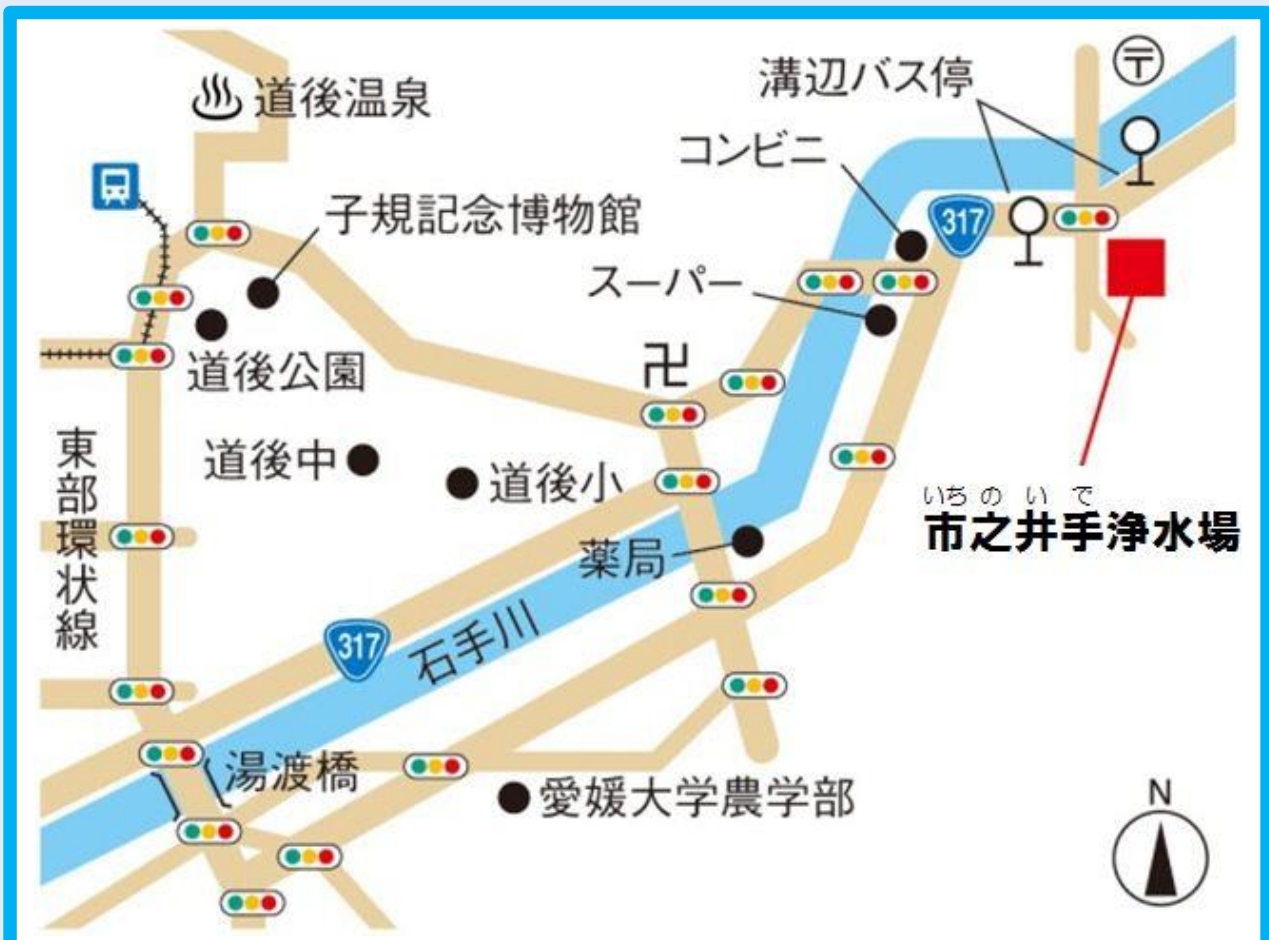 道後温泉
溝辺バス停
コンビニ
子規記念博物館
317
スーパー
道後公園
卍
道後中
道後小
東部環状線
いちのいで
市之井手浄水場
薬局
317
石手川
湯渡橋
愛媛大学農学部
N